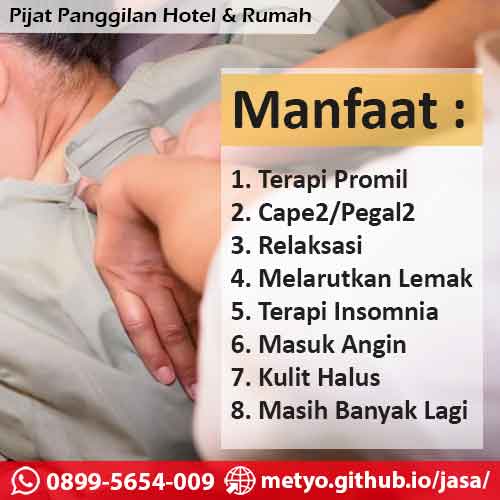 Pijat Panggilan Hotel & Rumah
Manfaat :
1. Terapi Promil
2. Cape2/Pegal2
3. Relaksasi
4. Melarutkan Lemak
5. Terapi Insomnia
6. Masuk Angin
7. Kulit Halus
8. Masih Banyak Lagi
0899-5654-009 metyo.github.io/jasa/